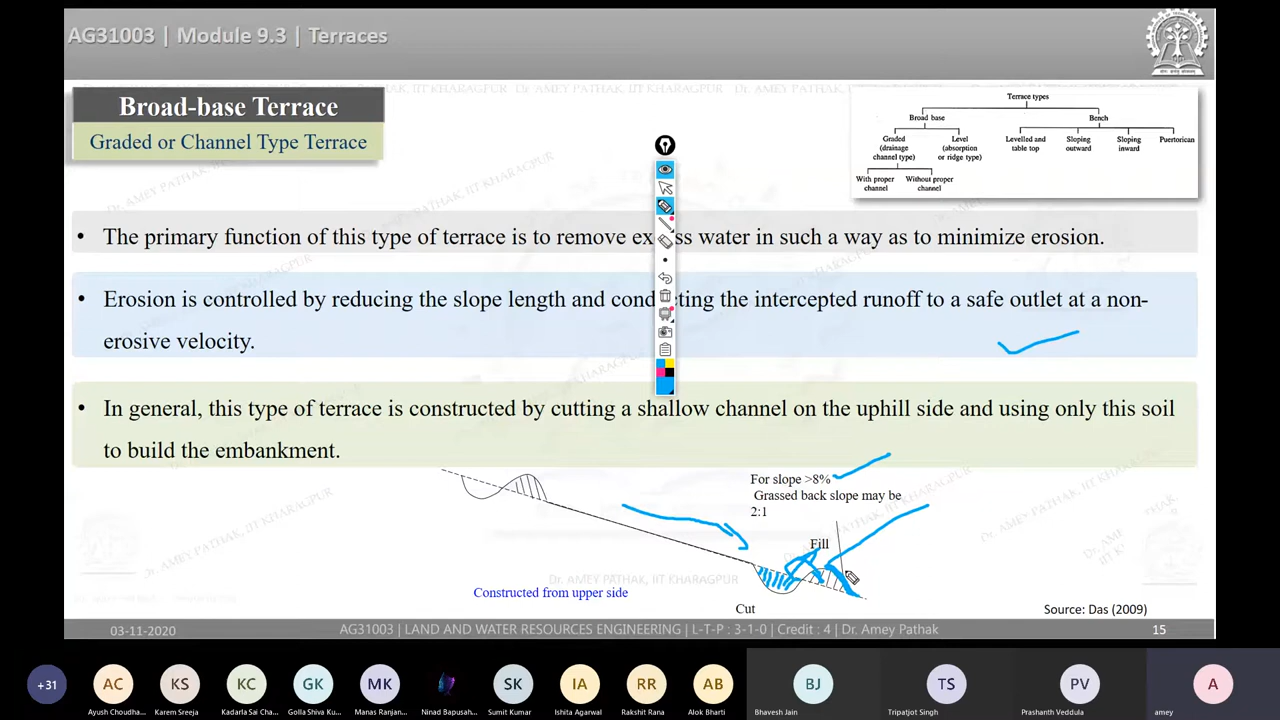 AG31003 | Module 9.3 | Terraces
Broad-base Terrace
Graded or Channel Type Terrace
Terrace types
Broad base
Bench
Graded (drainage channel type)
Level (absorption or ridge type)
Levelled and table top
Sloping outward
Sloping inward
Puertorican
With proper channel
Without proper channel
• The primary function of this type of terrace is to remove ex ss water in such a way as to minimize erosion.
• Erosion is controlled by reducing the slope length and cond ting the intercepted runoff to a safe outlet at a non-
erosive velocity.
• In general, this type of terrace is constructed by cutting a shallow channel on the uphill side and using only this soil
to build the embankment.
For slope >8%
Grassed back slope may be
2:1
Fill
Cut
Constructed from upper side
Dr. AMEY PATHAK, IIT KHARAGPUR
Source: Das (2009)
03-11-2020
AG31003 | LAND AND WATER RESOURCES ENGINEERING | L-T-P : 3-1-0 | Credit : 4 | Dr. Amey Pathak
15
+31
AC
KS
KC
GK
MK
SK
IA
RR
AB
BJ
TS
PV
A
Ayush Choudha...
Karem Sreeja
Kadarla Sai Cha...
Golla Shiva Ku...
Manas Ranjan...
Ninad Bapusah...
Sumit Kumar
Ishita Agarwal
Rakshit Rana
Alok Bharti
Bhavesh Jain
Tripatjot Singh
Prashanth Veddula
amey